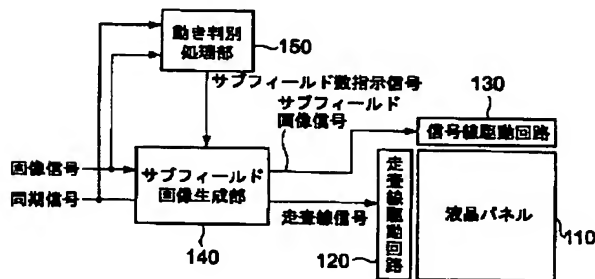 動き判別
処理部
150
サブフィールド数指示信号
サブフィールド
画像信号
130
信号線駆動回路
画像信号
同期信号
サブフィールド
画像生成部
走査線信号
140
走査線駆動回路
120
液晶パネル
110